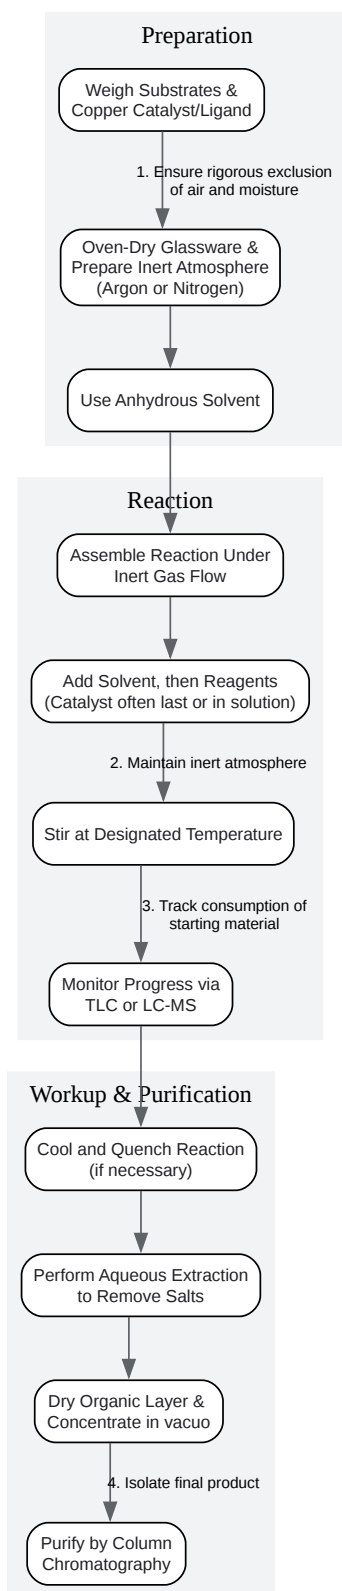 Preparation
Weigh Substrates &
Copper Catalyst/Ligand
1. Ensure rigorous exclusion
of air and moisture
Oven-Dry Glassware &
Prepare Inert Atmosphere
(Argon or Nitrogen)
Use Anhydrous Solvent
Reaction
Assemble Reaction Under
Inert Gas Flow
Add Solvent, then Reagents
(Catalyst often last or in solution)
2. Maintain inert atmosphere
Stir at Designated Temperature
3. Track consumption of
starting material
Monitor Progress via
TLC or LC-MS
Workup & Purification
Cool and Quench Reaction
(if necessary)
Perform Aqueous Extraction
to Remove Salts
Dry Organic Layer &
Concentrate in vacuo
4. Isolate final product
Purify by Column
Chromatography